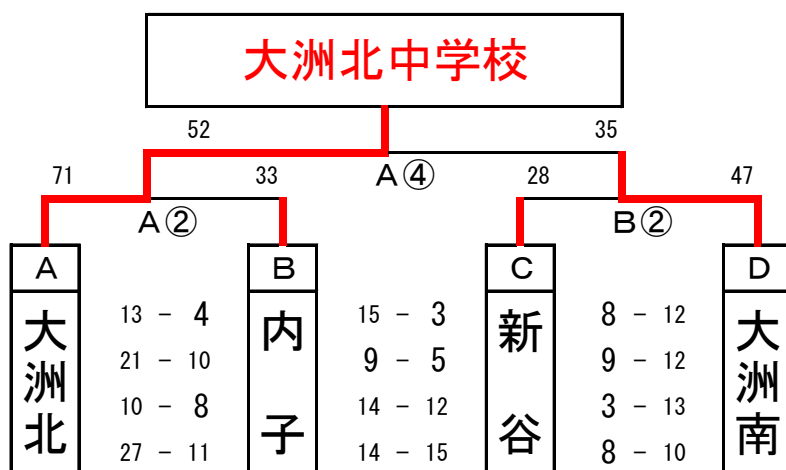 大洲北中学校
52 35
71 33 A④ 28 47
A② B②
A B C D
大洲北 内子 新谷 大洲南
13 − 4 15 − 3 8 − 12
21 − 10 9 − 5 9 − 12
10 − 8 14 − 12 3 − 13
27 − 11 14 − 15 8 − 10